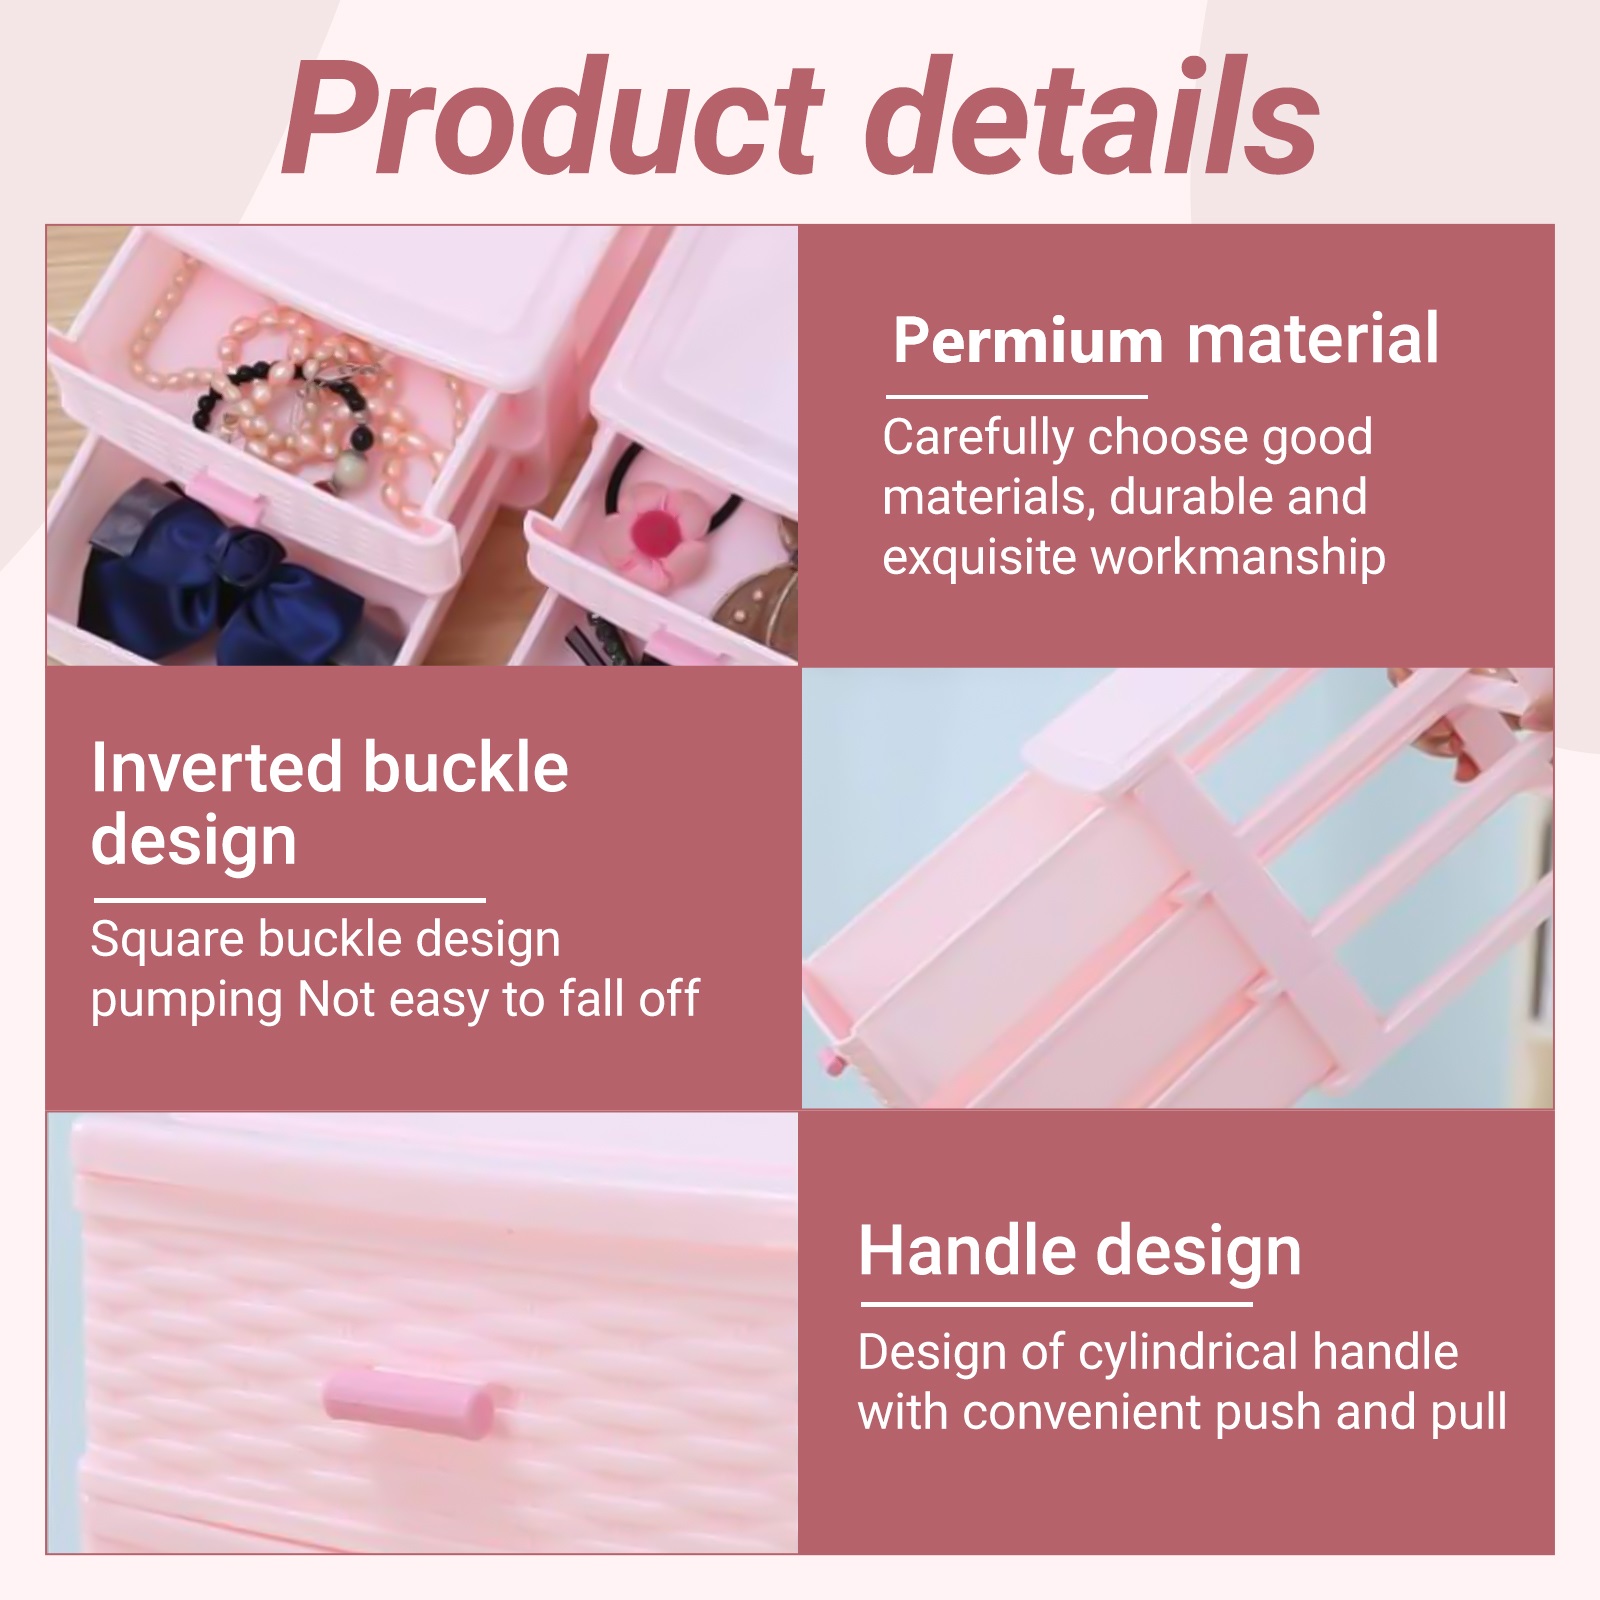 Product details
Permium material
Carefully choose good
materials, durable and
exquisite workmanship
Inverted buckle
design
Square buckle design
pumping Not easy to fall off
Handle design
Design of cylindrical handle
with convenient push and pull